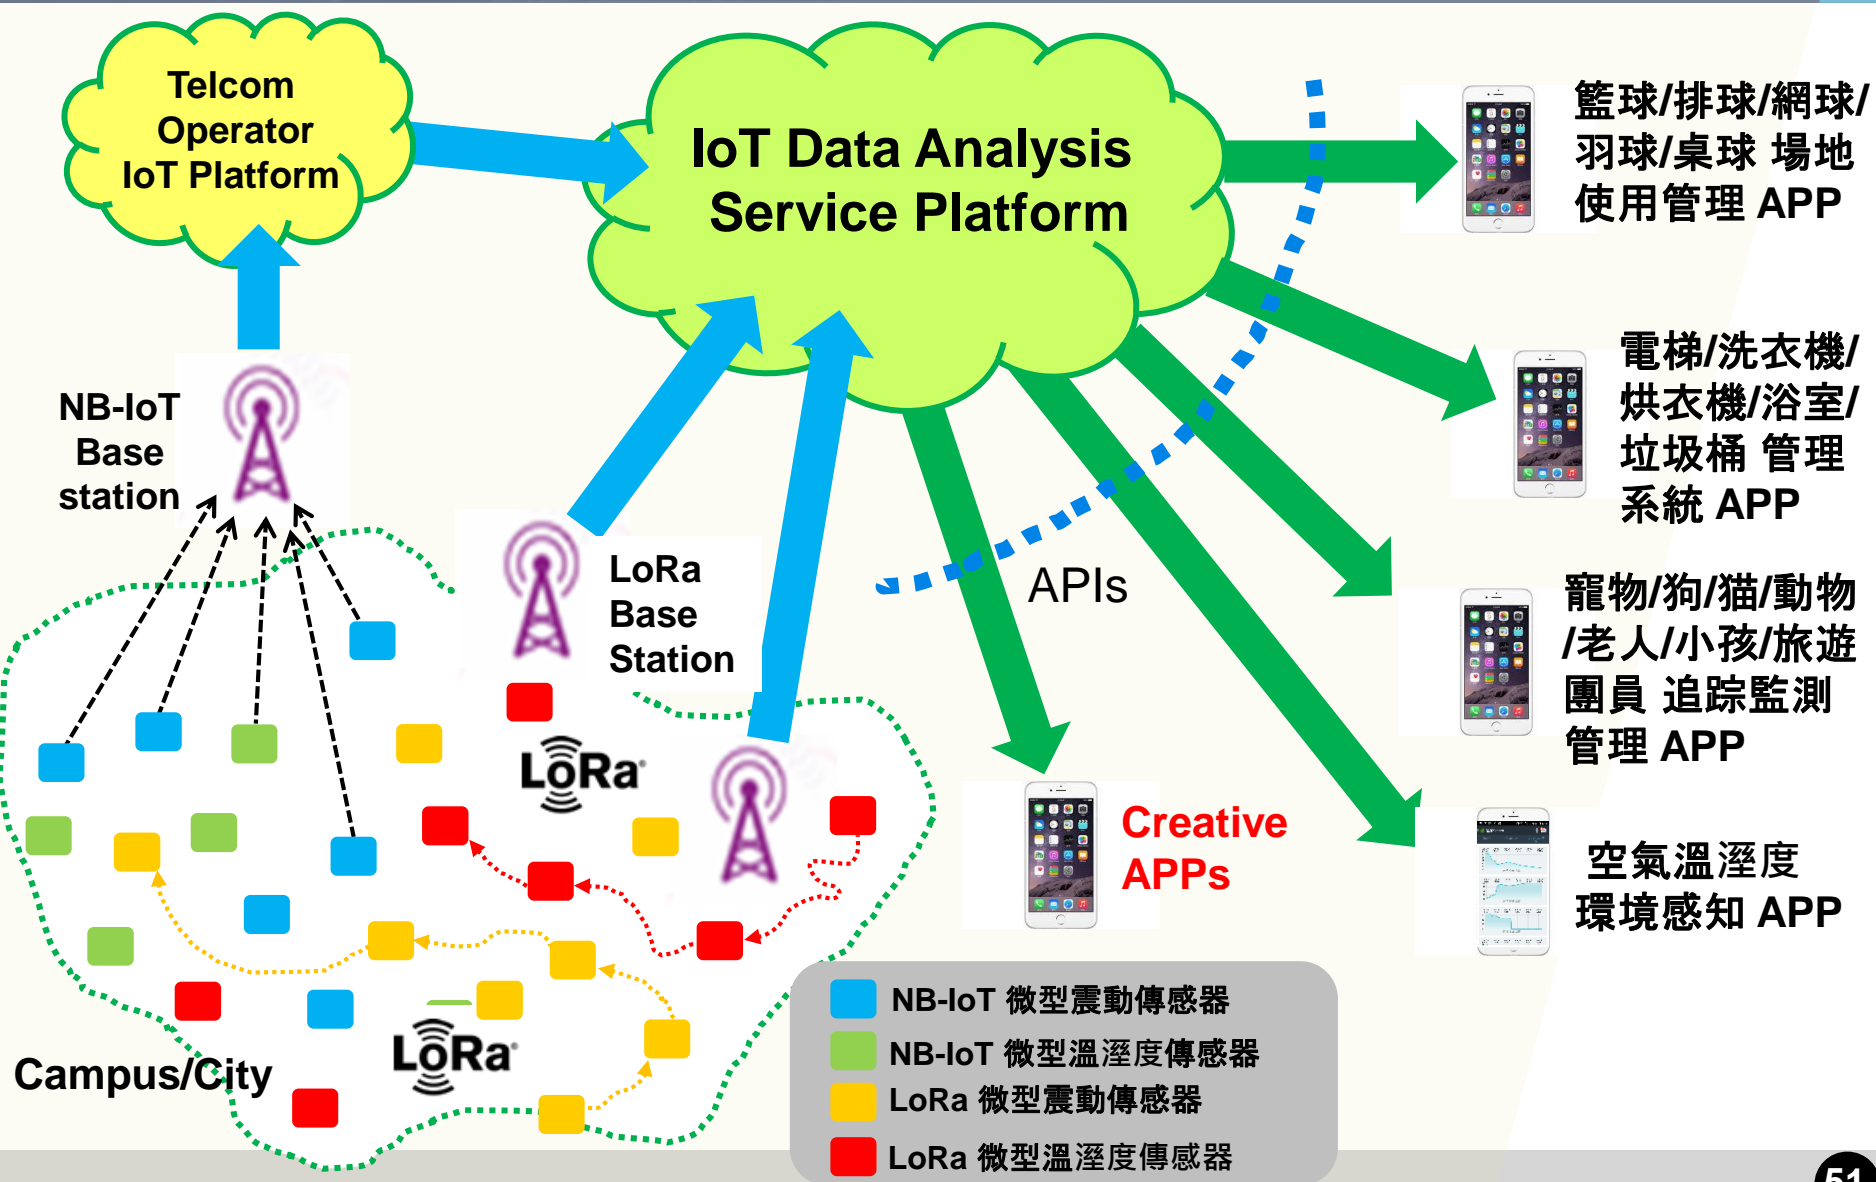 Telcom
Operator
IoT Platform
IoT Data Analysis
Service Platform
籃球/排球/網球/
羽球/桌球 場地
使用管理 APP
電梯/洗衣機/
烘衣機/浴室/
垃圾桶 管理
系統 APP
NB-IoT
Base
station
LoRa
Base
Station
APIs
寵物/狗/猫/動物
/老人/小孩/旅遊
團員 追踪監測
管理 APP
LoRa
Creative
APPs
空氣溫溼度
環境感知 APP
LoRa
Campus/City
NB-IoT 微型震動傳感器
NB-IoT 微型溫溼度傳感器
LoRa 微型震動傳感器
LoRa 微型溫溼度傳感器
51